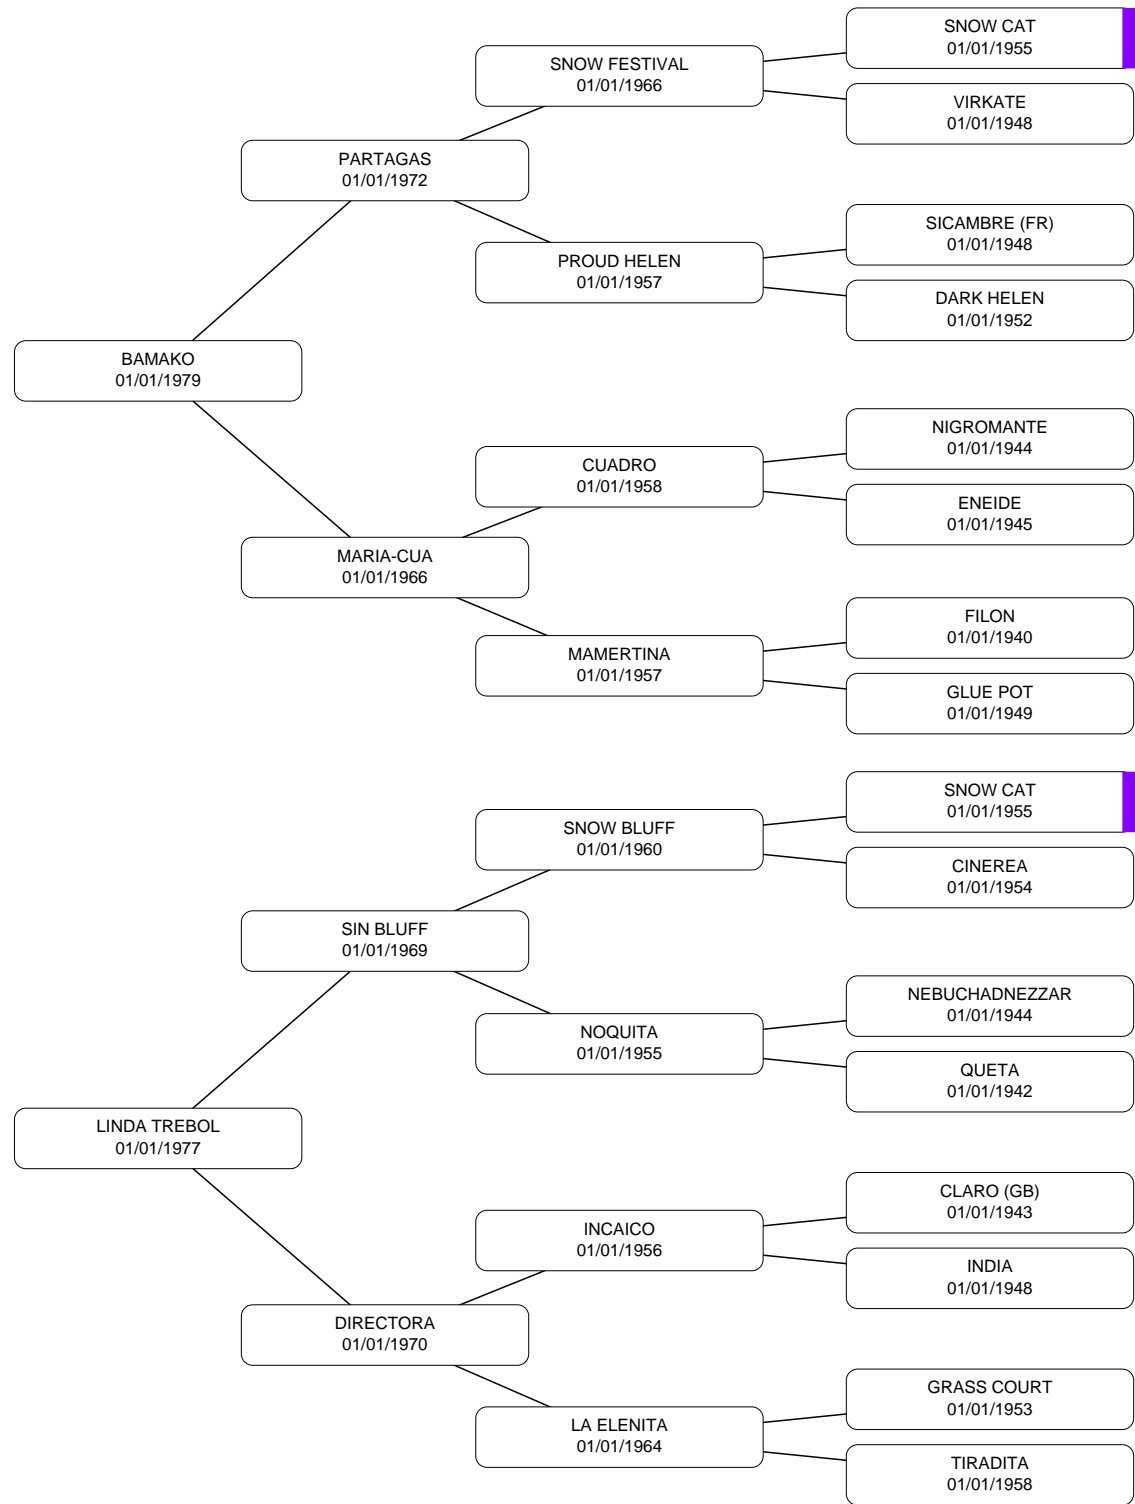 SNOW CAT
01/01/1955
SNOW FESTIVAL
01/01/1966
VIRKATE
01/01/1948
PARTAGAS
01/01/1972
SICAMBRE (FR)
01/01/1948
PROUD HELEN
01/01/1957
DARK HELEN
01/01/1952
BAMAKO
01/01/1979
NIGROMANTE
01/01/1944
CUADRO
01/01/1958
ENEIDE
01/01/1945
MARIA-CUA
01/01/1966
FILON
01/01/1940
MAMERTINA
01/01/1957
GLUE POT
01/01/1949
SNOW CAT
01/01/1955
SNOW BLUFF
01/01/1960
CINEREA
01/01/1954
SIN BLUFF
01/01/1969
NEBUCHADNEZZAR
01/01/1944
NOQUITA
01/01/1955
QUETA
01/01/1942
LINDA TREBOL
01/01/1977
CLARO (GB)
01/01/1943
INCAICO
01/01/1956
INDIA
01/01/1948
DIRECTORA
01/01/1970
GRASS COURT
01/01/1953
LA ELENITA
01/01/1964
TIRADITA
01/01/1958